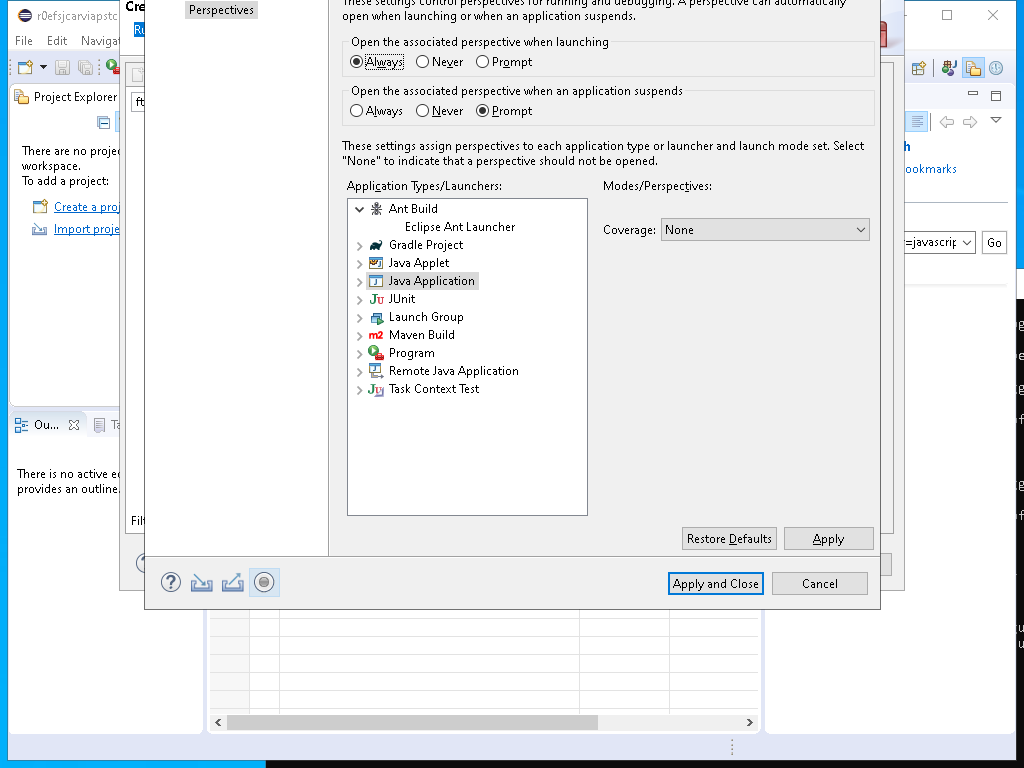 r0efsjcarviapstc
Cre
Perspectives
These settings control perspectives for running and debugging. A perspective can automatically
open when launching or when an application suspends.
Ru
File Edit Navigat
Open the associated perspective when launching
Always Never Prompt
Open the associated perspective when an application suspends
Always Never Prompt
Project Explorer
ft
There are no proje
workspace.
To add a project:
Create a proj
Import proje
These settings assign perspectives to each application type or launcher and launch mode set. Select
"None" to indicate that a perspective should not be opened.
Application Types/Launchers:
Modes/Perspectives:
Ant Build
Eclipse Ant Launcher
Gradle Project
Java Applet
Java Application
JUnit
Launch Group
Maven Build
Program
Remote Java Application
Task Context Test
Coverage: None
h
ookmarks
=javascrip
Go
Ou...
Ta
There is no active ed
provides an outline.
Filt
Restore Defaults
Apply
Apply and Close
Cancel